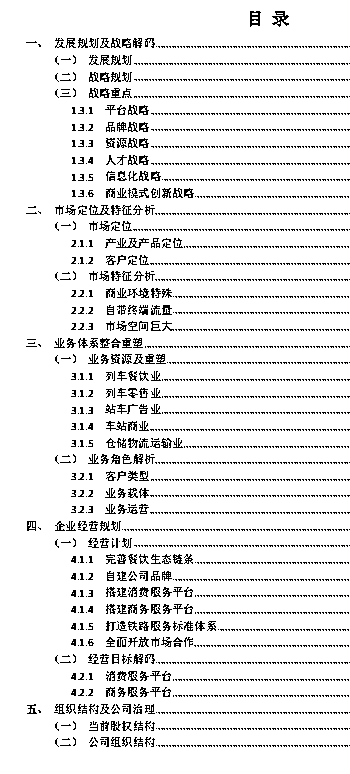 目 录
一、 发展规划及战略解码
（一） 发展规划
（二） 战略规划
（三） 战略重点
1.3.1 平台战略
1.3.2 品牌战略
1.3.3 资源战略
1.3.4 人才战略
1.3.5 信息化战略
1.3.6 商业模式创新战略
二、 市场定位及特征分析
（一） 市场定位
2.1.1 产业及产品定位
2.1.2 客户定位
（二） 市场特征分析
2.2.1 商业环境特殊
2.2.2 自带终端流量
2.2.3 市场空间巨大
三、 业务体系整合重塑
（一） 业务资源及重塑
3.1.1 列车餐饮业
3.1.2 列车零售业
3.1.3 站车广告业
3.1.4 车站商业
3.1.5 仓储物流运输业
（二） 业务角色解析
3.2.1 客户类型
3.2.2 业务载体
3.2.3 业务运营
四、 企业经营规划
（一） 经营计划
4.1.1 完善餐饮生态链条
4.1.2 自建公司品牌
4.1.3 搭建消费服务平台
4.1.4 搭建商务服务平台
4.1.5 打造铁路服务标准体系
4.1.6 全面开放市场合作
（二） 经营目标解码
4.2.1 消费服务平台
4.2.2 商务服务平台
五、 组织结构及公司治理
（一） 当前股权结构
（二） 公司组织结构